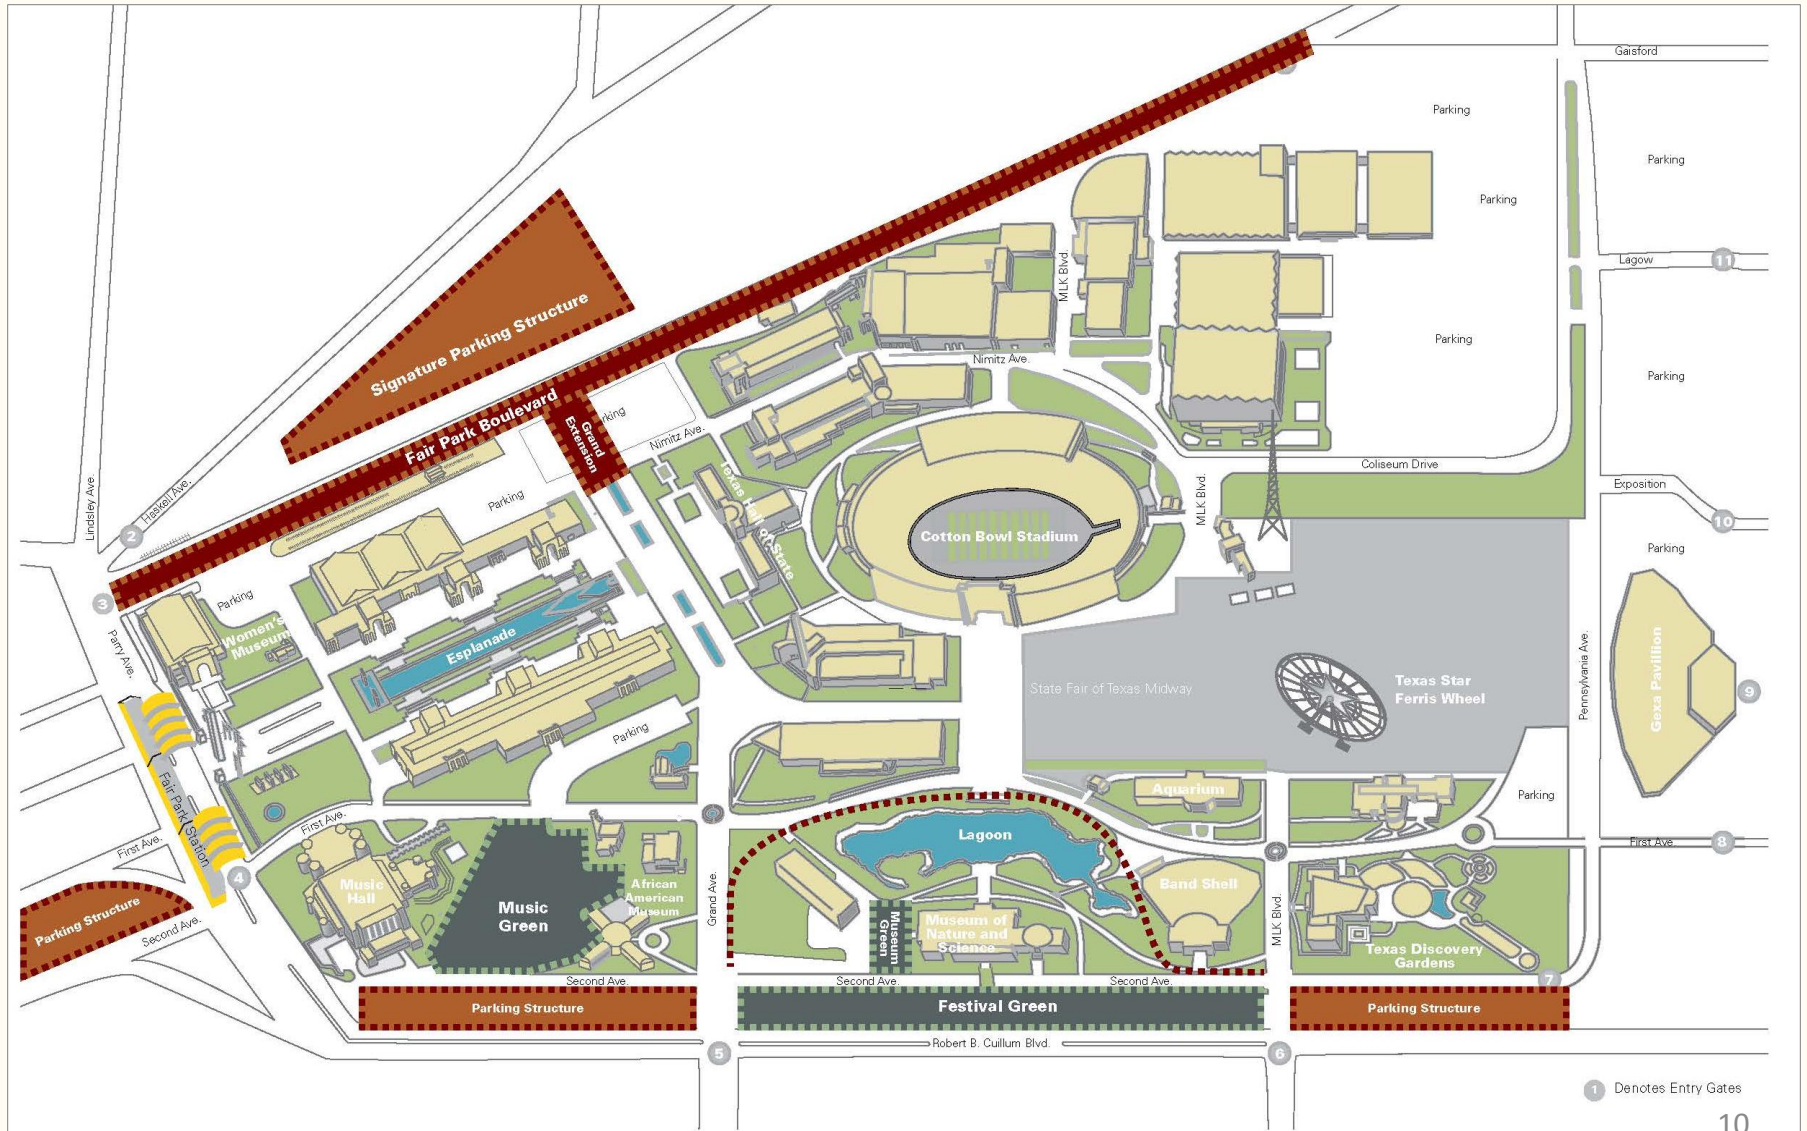 Gaisford
Parking
Parking
Parking
Lagow
11
MLK Blvd.
Signature Parking Structure
Parking
Nimitz Ave.
Parking
Fair Park Boulevard
Grand
Extension
Nimitz Ave.
Coliseum Drive
Lindsley Ave.
Haskell Ave.
Parking
Texas Hall of State
MLK Blvd.
Exposition
10
2
Cotton Bowl Stadium
Parking
3
Parking
Women's
Museum
Parry Ave.
Esplanade
State Fair of Texas Midway
Texas Star
Ferris Wheel
Pennsylvania Ave.
Gexa Pavillion
9
Parking
Fair Park Station
Aquarium
Parking
First Ave.
First Ave.
Lagoon
First Ave.
8
4
Music
Hall
African
American
Museum
Grand Ave.
Band Shell
MLK Blvd.
Parking Structure
Second Ave.
Music
Green
Museum
Green
Museum of
Nature and
Science
Texas Discovery
Gardens
Second Ave.
Second Ave.
Second Ave.
7
Parking Structure
Festival Green
Parking Structure
Robert B. Cuillum Blvd.
5
6
1
Denotes Entry Gates
10